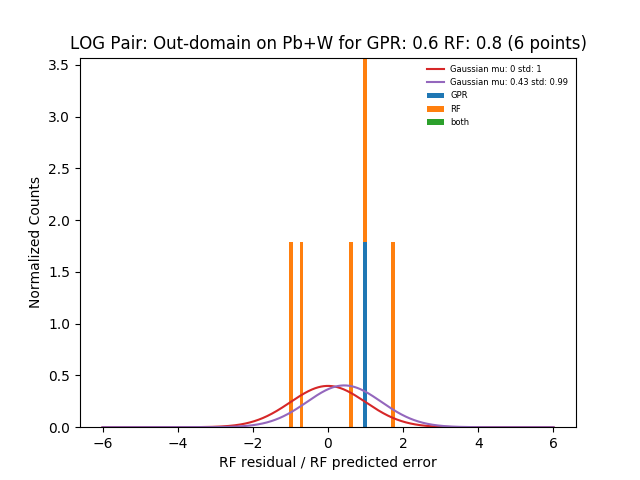 LOG Pair: Out-domain on Pb+W for GPR: 0.6 RF: 0.8 (6 points)
Gaussian mu: 0 std: 1
Gaussian mu: 0.43 std: 0.99
GPR
RF
both
Normalized Counts
3.5
3.0
2.5
2.0
1.5
1.0
0.5
0.0
−6 −4 −2 0 2 4 6
RF residual / RF predicted error